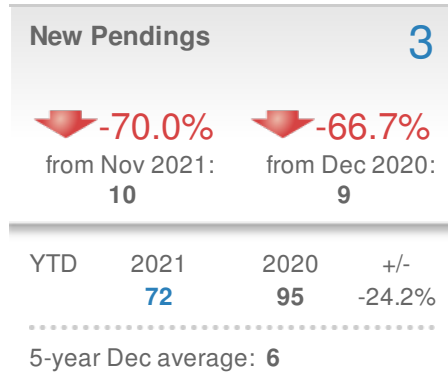 New Pendings 3
-70.0% -66.7%
from Nov 2021: from Dec 2020:
10 9
YTD 2021 2020 +/-
72 95 -24.2%
5-year Dec average: 6